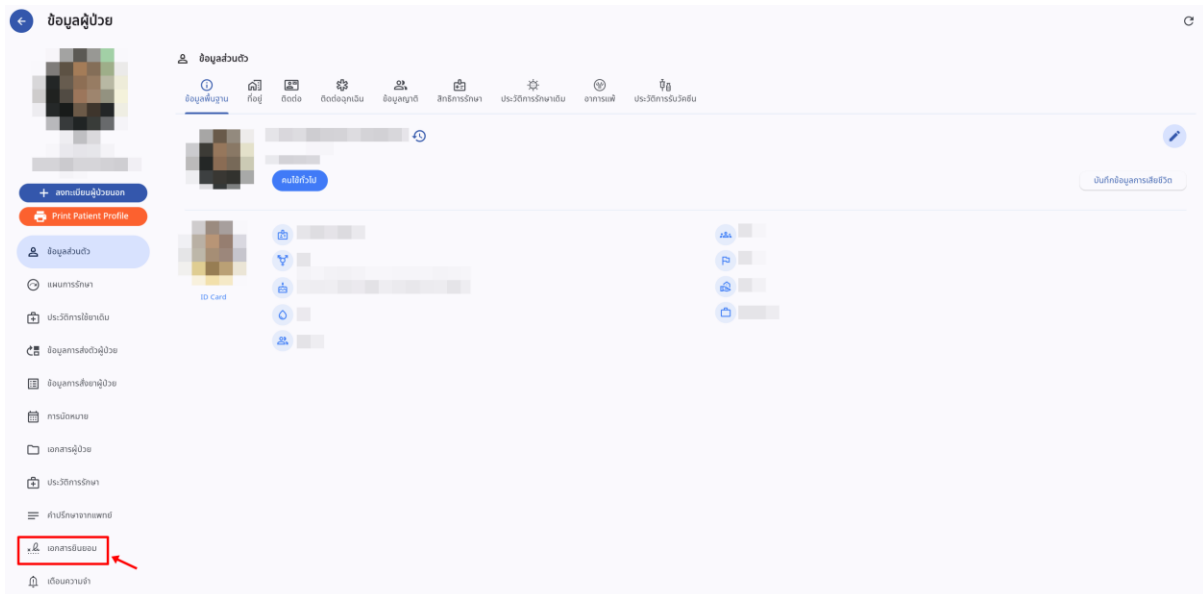 ข้อมูลผู้ป่วย
ข้อมูลส่วนตัว
ข้อมูลพื้นฐาน ที่อยู่ ติดต่อ ติดต่อฉุกเฉิน ข้อมูลญาติ สิทธิการรักษา ประวัติการรักษาเดิม อาการแพ้ ประวัติการรับวัคซีน
คนไข้ทั่วไป
บันทึกข้อมูลการเสียชีวิต
ID Card
+ ลงทะเบียนผู้ป่วยนอก
Print Patient Profile
ข้อมูลส่วนตัว
แผนการรักษา
ประวัติการใช้ยาเดิม
ข้อมูลการส่งตัวผู้ป่วย
ข้อมูลการสั่งยาผู้ป่วย
การนัดหมาย
เอกสารผู้ป่วย
ประวัติการรักษา
คำปรึกษาจากแพทย์
เอกสารยินยอม
เตือนความจำ